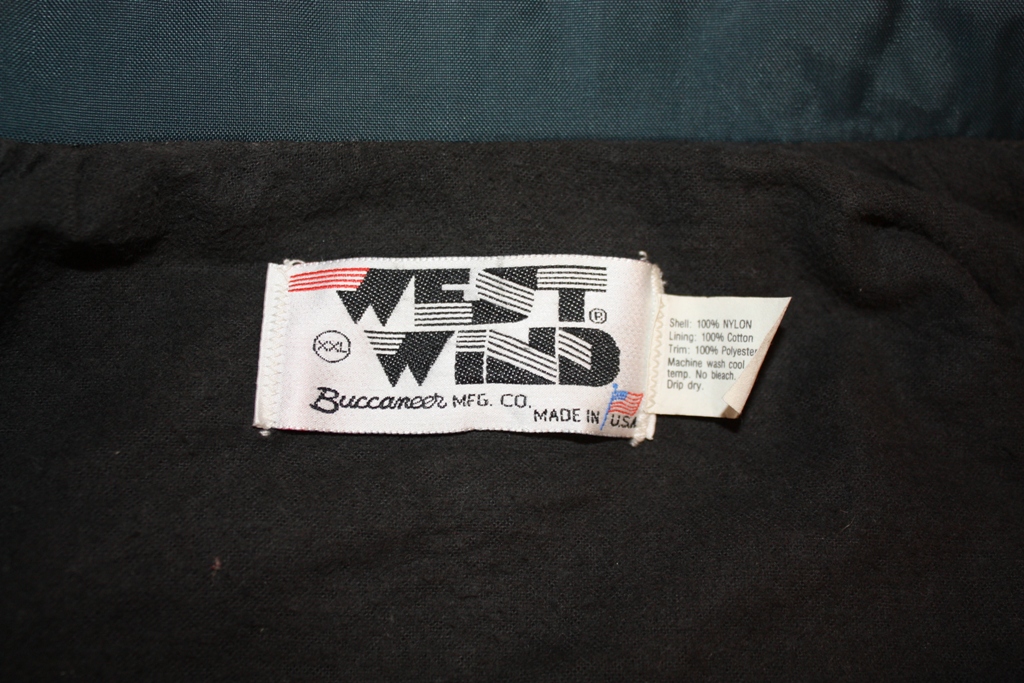 WEST ®
WIND
XXL
Buccaneer MFG. CO.
MADE IN U.S.A
Shell: 100% NYLON
Lining: 100% Cotton
Trim: 100% Polyester
Machine wash cool
temp. No bleach.
Drip dry.